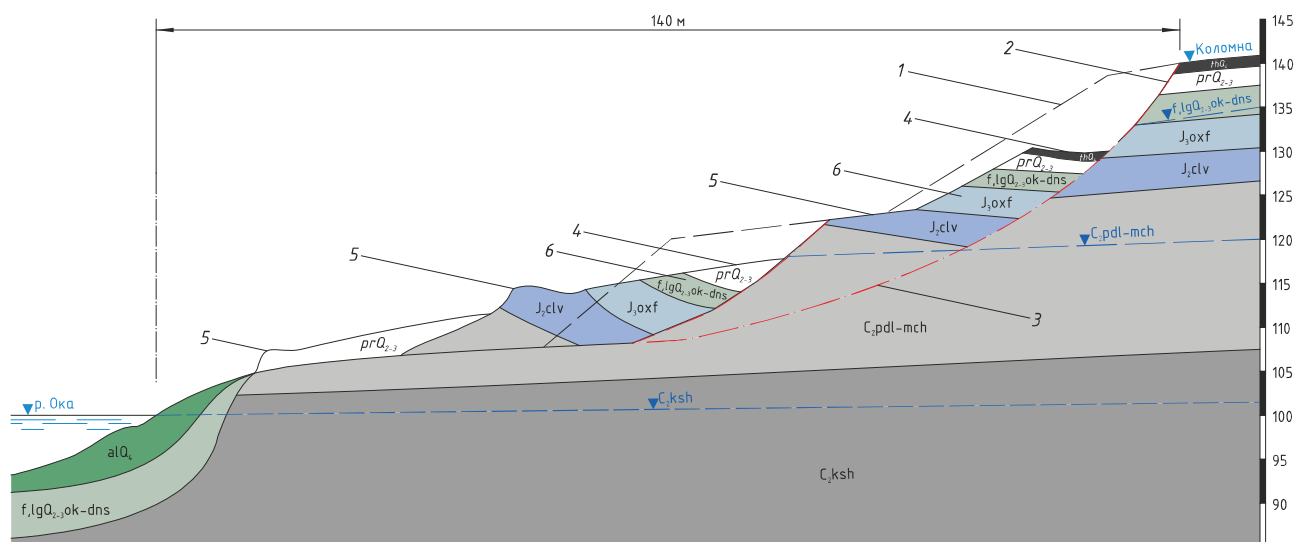 140 м
145
Коломна
2
thQ₄
140
1
prQ₂₋₃
f,lgQ₂₋₃ok-dns
135
4
J₃oxf
thQ₄
130
prQ₂₋₃
6
J₂clv
5
f,lgQ₂₋₃ok-dns
125
J₃oxf
4
J₂clv
C₂pdl-mch
120
5
6
prQ₂₋₃
f,lgQ₂₋₃ok-dns
115
J₂clv
J₃oxf
3
C₂pdl-mch
110
5
prQ₂₋₃
105
р. Ока
C₂ksh
100
alQ₄
95
C₂ksh
f,lgQ₂₋₃ok-dns
90